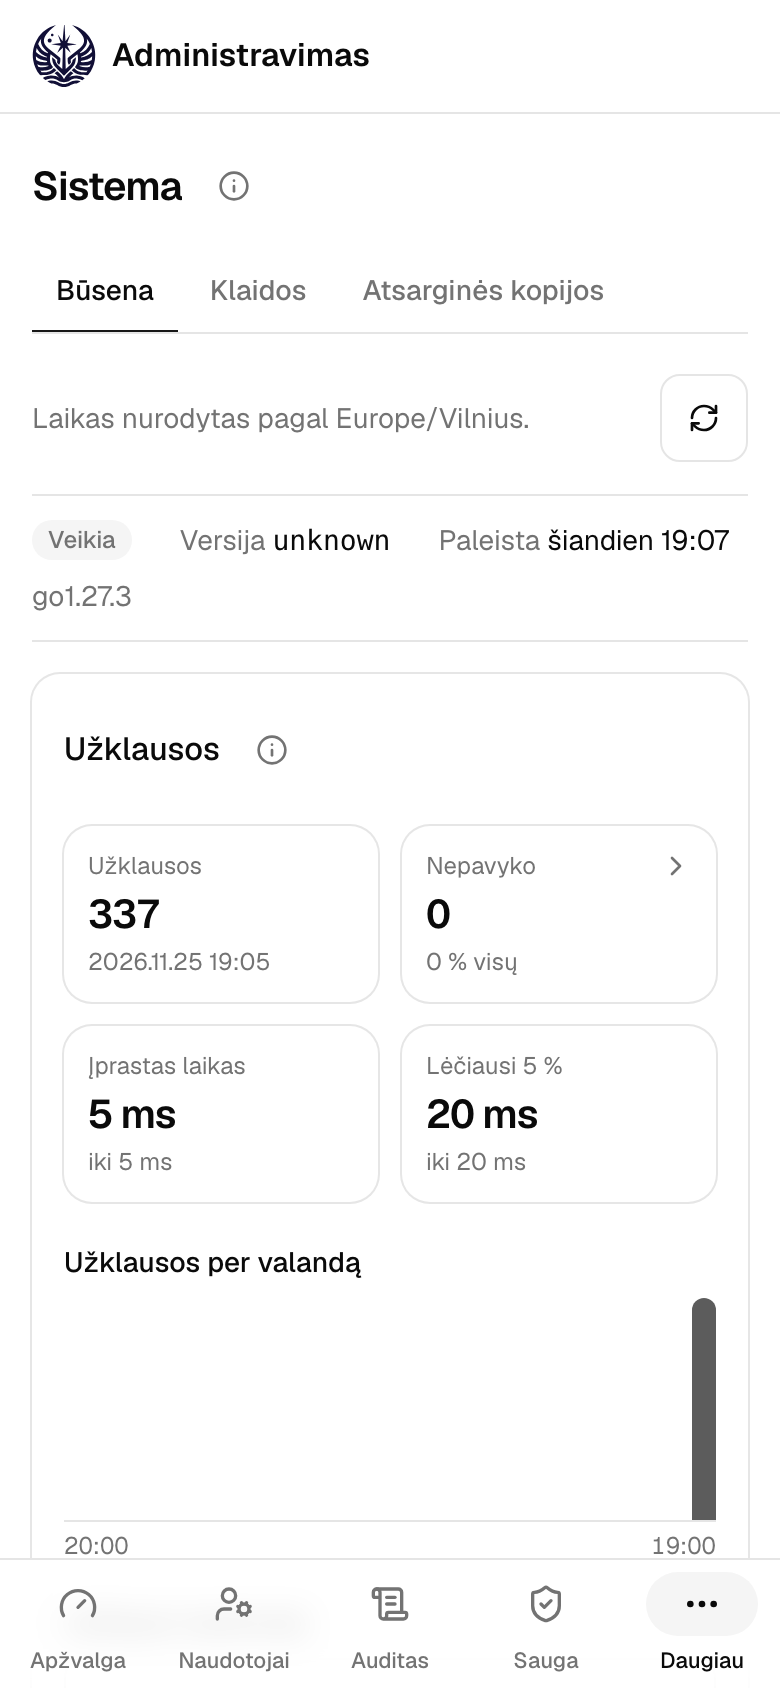 Administravimas
Sistema
Būsena Klaidos Atsarginės kopijos
Laikas nurodytas pagal Europe/Vilnius.
Veikia Versija unknown Paleista šiandien 19:07
go1.27.3
Užklausos
Užklausos
337
2026.11.25 19:05
Nepavyko
0
0 % visų
Įprastas laikas
5 ms
iki 5 ms
Lėčiausi 5 %
20 ms
iki 20 ms
Užklausos per valandą
20:00 19:00
Apžvalga Naudotojai Auditas Sauga Daugiau